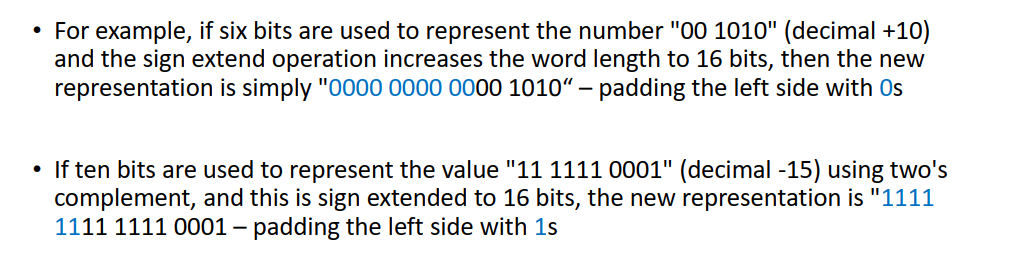 • For example, if six bits are used to represent the number "00 1010" (decimal +10)
and the sign extend operation increases the word length to 16 bits, then the new
representation is simply "0000 0000 0000 1010“ – padding the left side with 0s
• If ten bits are used to represent the value "11 1111 0001" (decimal -15) using two's
complement, and this is sign extended to 16 bits, the new representation is "1111
1111 1111 0001 – padding the left side with 1s